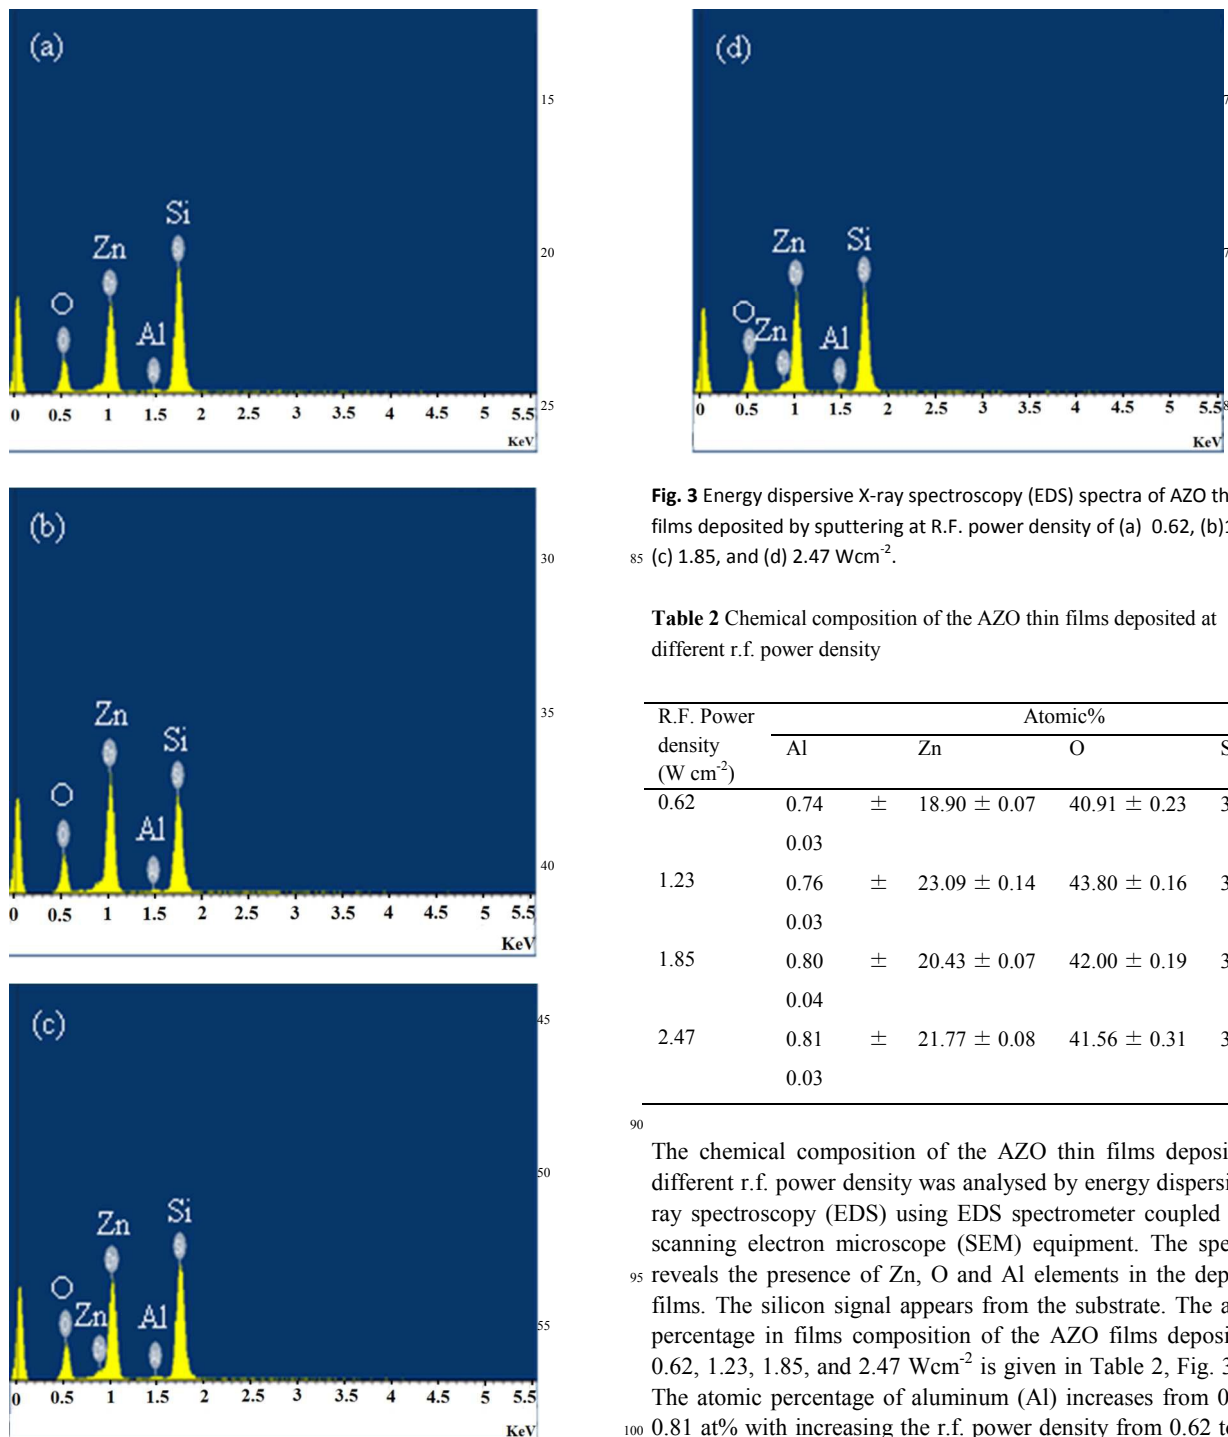 (a)
Si
Zn
O
Al
0 0.5 1 1.5 2 2.5 3 3.5 4 4.5 5 5.5
KeV
(b)
Zn
Si
O
Al
0 0.5 1 1.5 2 2.5 3 3.5 4 4.5 5 5.5
KeV
(c)
Si
Zn
O
Zn
Al
0 0.5 1 1.5 2 2.5 3 3.5 4 4.5 5 5.5
KeV
15
20
25
30
35
40
45
50
55
(d)
Zn
Si
O
Zn
Al
0 0.5 1 1.5 2 2.5 3 3.5 4 4.5 5 5.5
KeV
Fig. 3 Energy dispersive X-ray spectroscopy (EDS) spectra of AZO th
films deposited by sputtering at R.F. power density of (a) 0.62, (b)1
85 (c) 1.85, and (d) 2.47 Wcm-2.
Table 2 Chemical composition of the AZO thin films deposited at
different r.f. power density
R.F. Power Atomic%
density Al Zn O S
(W cm-2)
0.62 0.74 ± 18.90 ± 0.07 40.91 ± 0.23 3
0.03
1.23 0.76 ± 23.09 ± 0.14 43.80 ± 0.16 3
0.03
1.85 0.80 ± 20.43 ± 0.07 42.00 ± 0.19 3
0.04
2.47 0.81 ± 21.77 ± 0.08 41.56 ± 0.31 3
0.03
90
The chemical composition of the AZO thin films deposi
different r.f. power density was analysed by energy dispersi
ray spectroscopy (EDS) using EDS spectrometer coupled
scanning electron microscope (SEM) equipment. The spe
95 reveals the presence of Zn, O and Al elements in the dep
films. The silicon signal appears from the substrate. The a
percentage in films composition of the AZO films deposi
0.62, 1.23, 1.85, and 2.47 Wcm-2 is given in Table 2, Fig. 3
The atomic percentage of aluminum (Al) increases from 0
100 0.81 at% with increasing the r.f. power density from 0.62 to